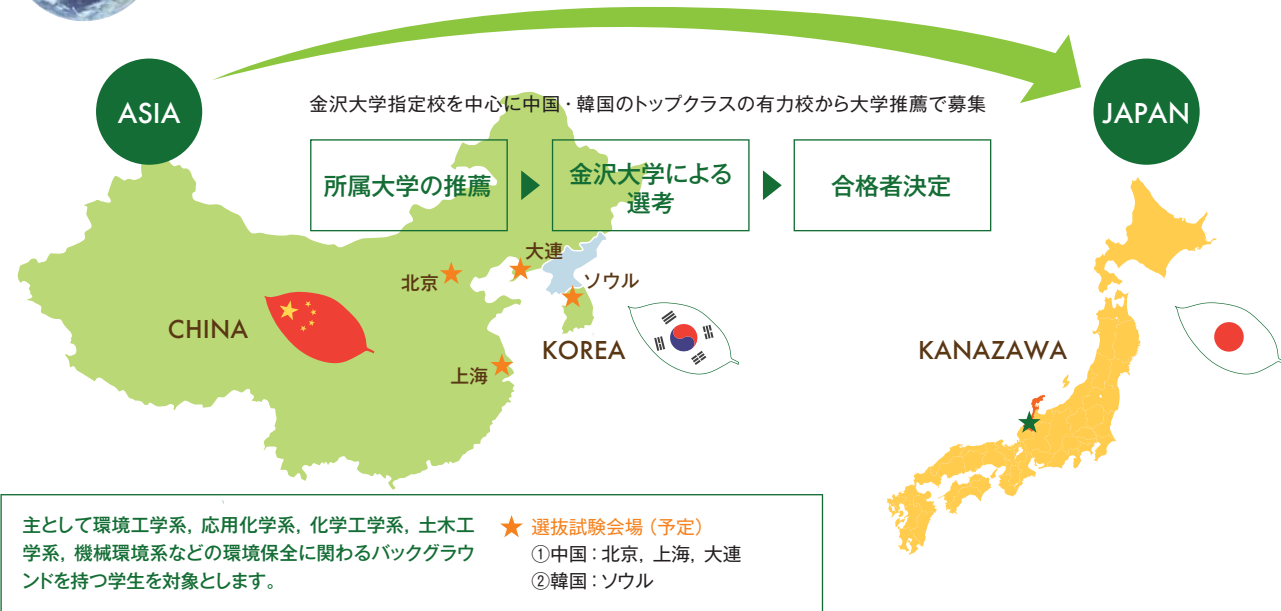 ASIA
JAPAN
金沢大学指定校を中心に中国・韓国のトップクラスの有力校から大学推薦で募集
所属大学の推薦
金沢大学による
選考
合格者決定
大連
北京
ソウル
CHINA
KOREA
KANAZAWA
上海
主として環境工学系, 応用化学系, 化学工学系, 土木工
学系, 機械環境系などの環境保全に関わるバックグラウ
ンドを持つ学生を対象とします。
★ 選抜試験会場（予定）
①中国：北京, 上海, 大連
②韓国：ソウル